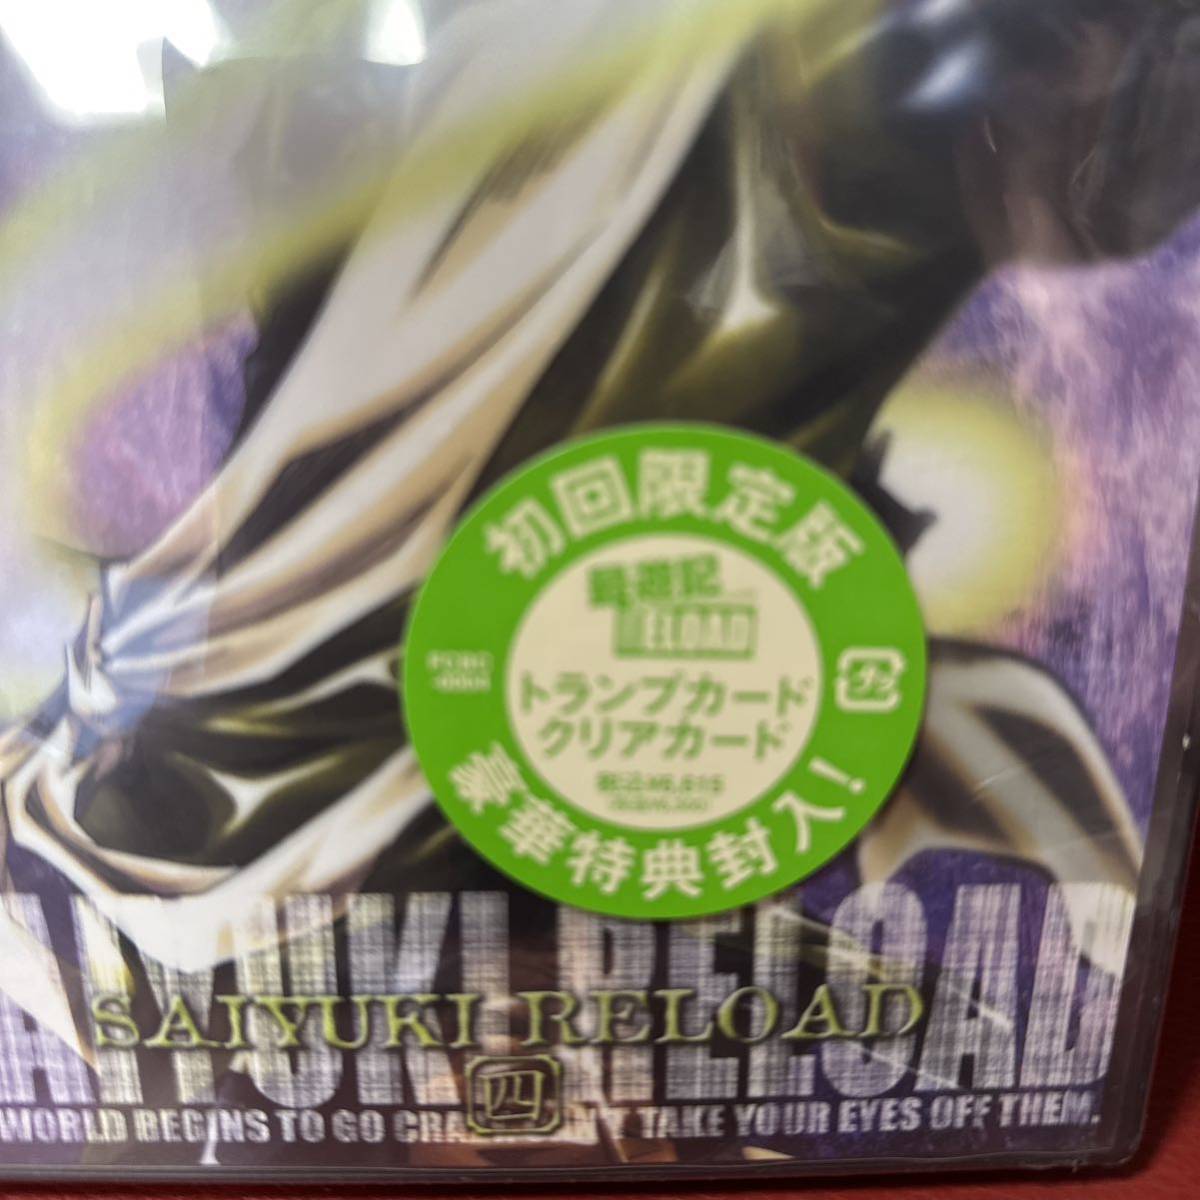 初回限定版
最遊記
RELOAD
トランプカード
クリアカード
豪華特典封入!
SAIYUKI RELOAD
SAIYUKI RELOAD
四
WORLD BEGINS TO GO TAKE YOUR EYES OFF THEM.